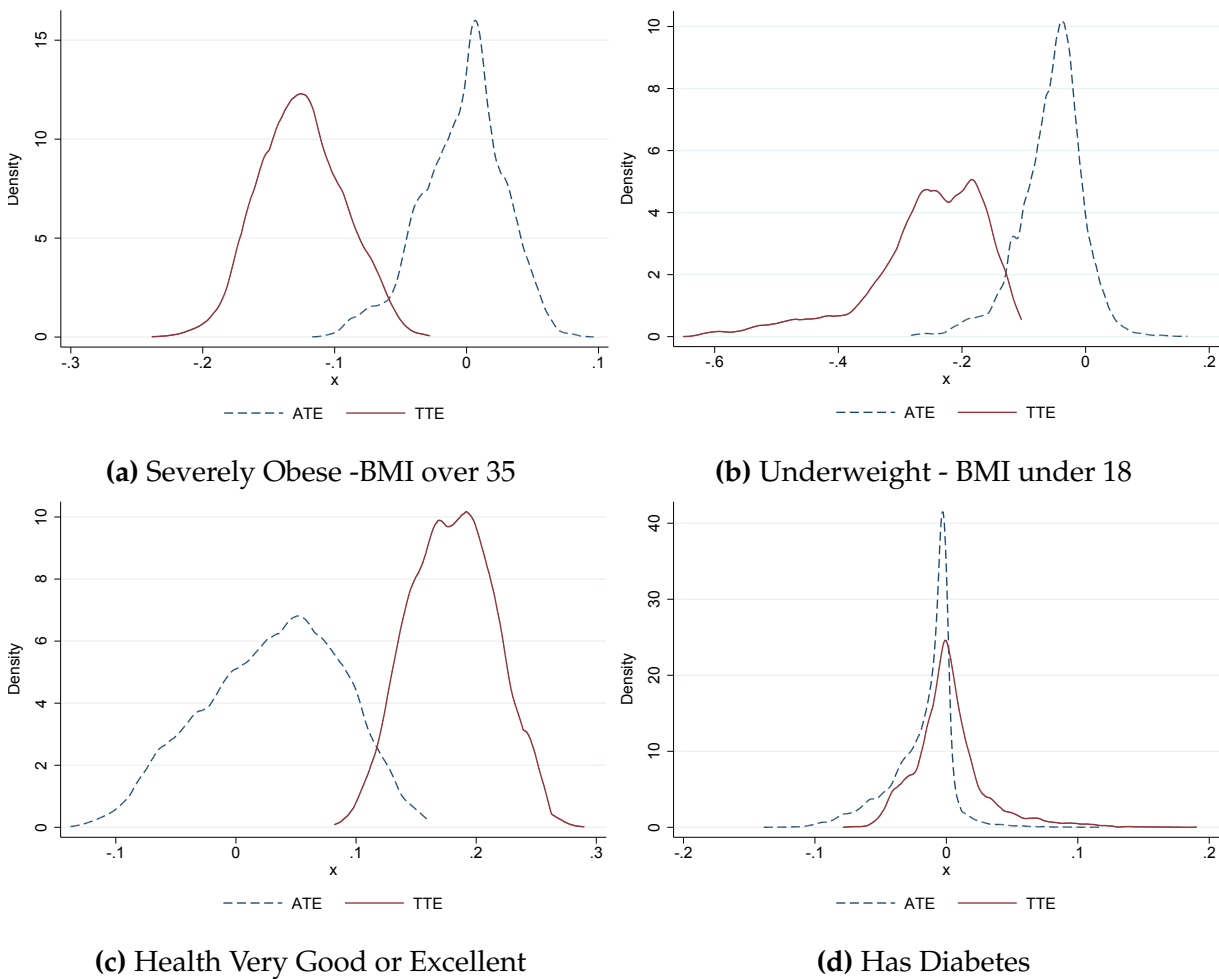 15
10
5
0
Density
-.3 -.2 -.1 0 .1
x
ATE TTE
(a) Severely Obese -BMI over 35
10
8
6
4
2
0
Density
-.6 -.4 -.2 0 .2
x
ATE TTE
(b) Underweight - BMI under 18
10
8
6
4
2
0
Density
-.1 0 .1 .2 .3
x
ATE TTE
(c) Health Very Good or Excellent
40
30
20
10
0
Density
-.2 -.1 0 .1 .2
x
ATE TTE
(d) Has Diabetes